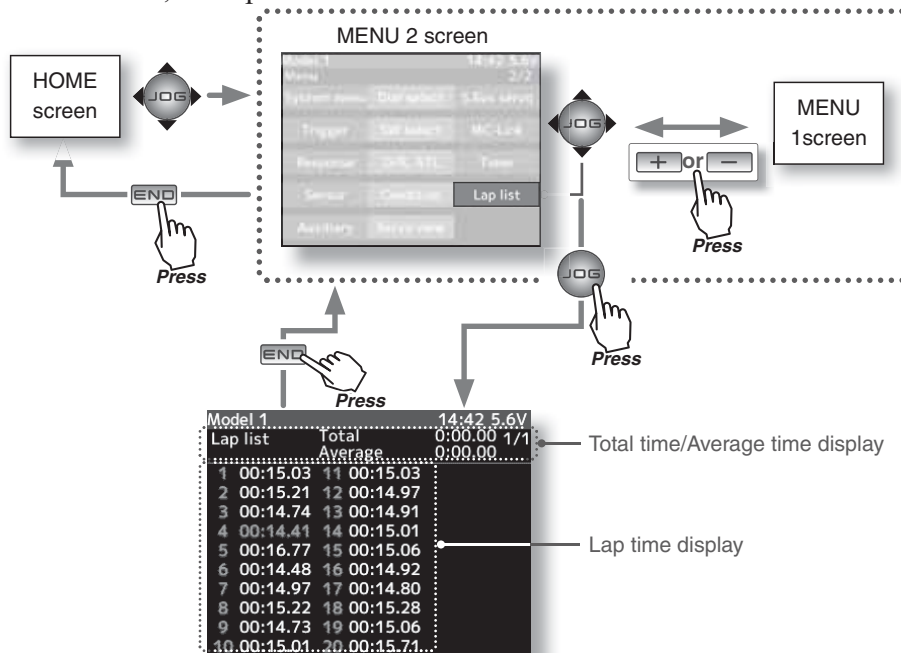 MENU 2 screen
HOME
screen
JOG
Model 1 14:42 5.6V
Menu 2/2
Dial select S.Bus servo
Trigger SW select MC-Link
Response Timer
Sensor Condition Lap list
Auxiliary Servo view
JOG
+ or -
Press
MENU
1screen
END
Press
JOG
Press
END
Press
Model 1 14:42 5.6V
Lap list Total 0:00.00 1/1
Average 0:00.00
1 00:15.03 11 00:15.03
2 00:15.21 12 00:14.97
3 00:14.74 13 00:14.91
4 00:14.41 14 00:15.01
5 00:16.77 15 00:15.06
6 00:14.48 16 00:14.92
7 00:14.97 17 00:14.80
8 00:15.22 18 00:15.28
9 00:14.73 19 00:15.06
10 00:15.01 20 00:15.71
Total time/Average time display
Lap time display